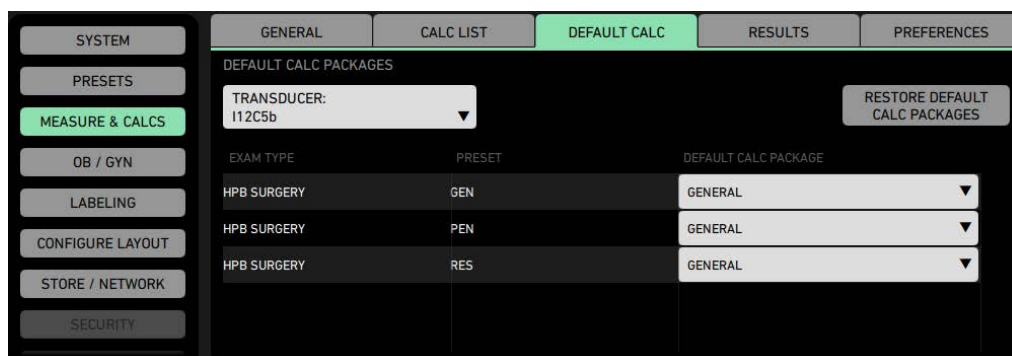 SYSTEM
PRESETS
MEASURE & CALCS
OB / GYN
LABELING
CONFIGURE LAYOUT
STORE / NETWORK
SECURITY
GENERAL CALC LIST DEFAULT CALC RESULTS PREFERENCES
DEFAULT CALC PACKAGES
TRANSDUCER:
I12C5b
RESTORE DEFAULT
CALC PACKAGES
EXAM TYPE PRESET DEFAULT CALC PACKAGE
HPB SURGERY GEN GENERAL
HPB SURGERY PEN GENERAL
HPB SURGERY RES GENERAL